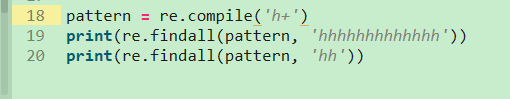 18 pattern = re.compile('h+')
19 print(re.findall(pattern, 'hhhhhhhhhhhhh'))
20 print(re.findall(pattern, 'hh'))